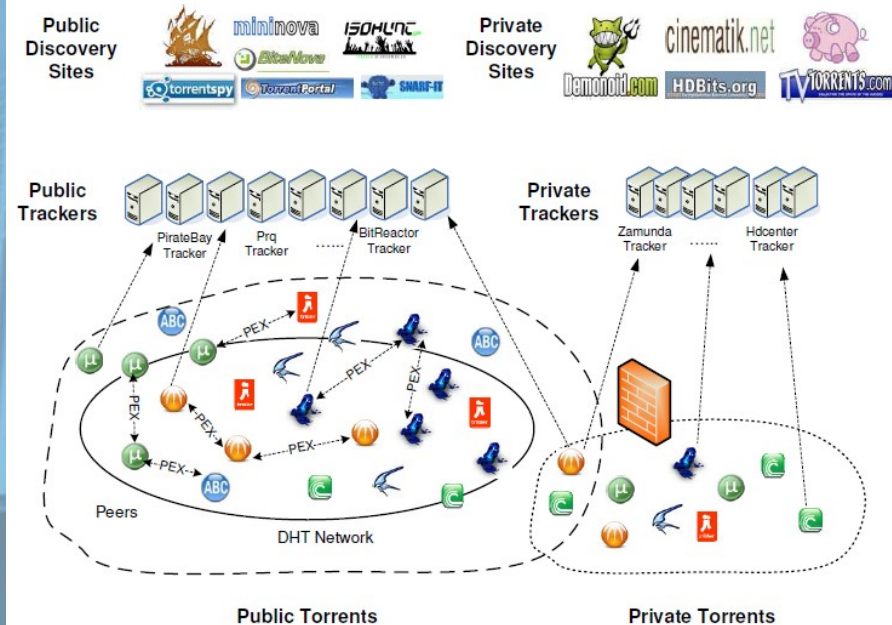 Public
Discovery
Sites
mininova
ISOHUNT
BiteNova
torrentspy
TorrentPortal
SNARF-IT
Private
Discovery
Sites
Demonoid.com
cinematik.net
HDBits.org
TVTORRENTS.com
Public
Trackers
PirateBay
Tracker
Prq
Tracker
......
BitReactor
Tracker
Private
Trackers
Zamunda
Tracker
......
Hdcenter
Tracker
ABC
PEX
ABC
µ
µ
µ
PEX
PEX
PEX
PEX
PEX
µ
PEX
ABC
µ
µ
Peers
DHT Network
Public Torrents
Private Torrents